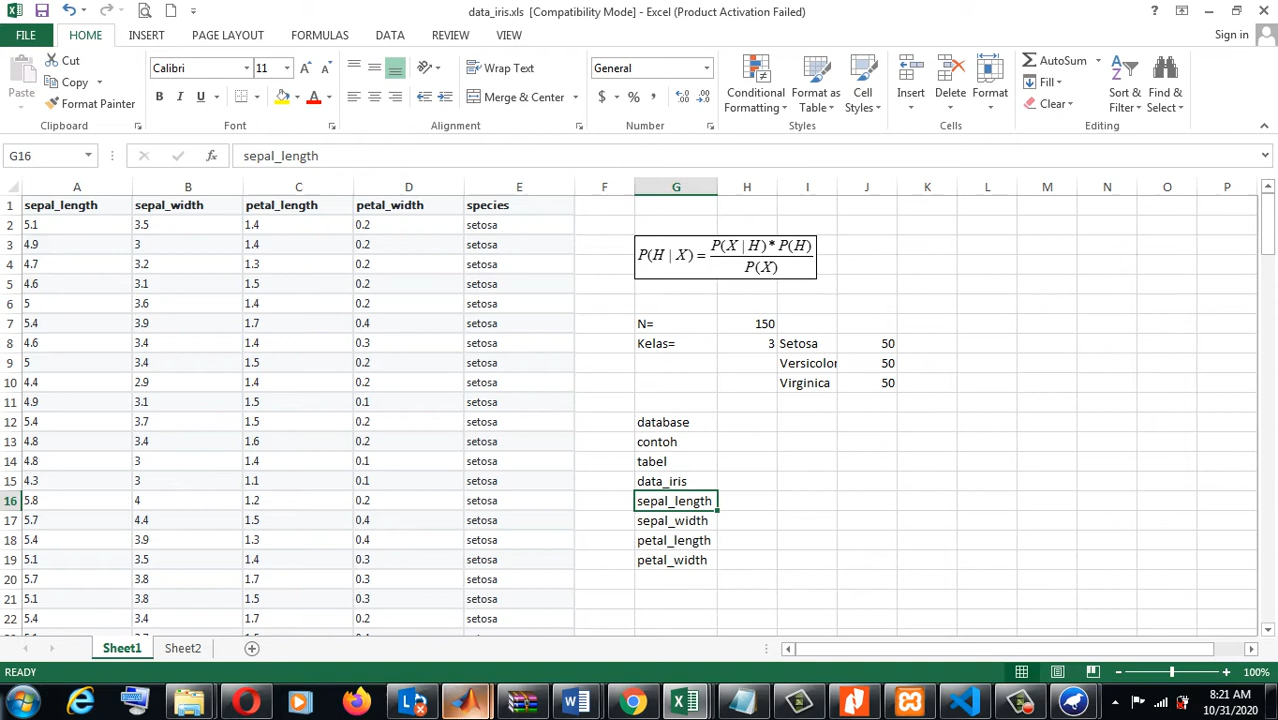 data_iris.xls [Compatibility Mode] - Excel (Product Activation Failed)
FILE HOME INSERT PAGE LAYOUT FORMULAS DATA REVIEW VIEW Sign in
Paste Cut Copy Format Painter Clipboard
Calibri 11 B I U A Font
Wrap Text Merge & Center Alignment
General $ % , Number
Conditional Formatting Format as Table Cell Styles Styles
Insert Delete Format Cells
AutoSum Fill Clear Sort & Filter Find & Select Editing
G16 fx sepal_length
A B C D E F G H I J K L M N O P
1 sepal_length sepal_width petal_length petal_width species
2 5.1 3.5 1.4 0.2 setosa
3 4.9 3 1.4 0.2 setosa
P(H | X) = P(X | H) * P(H)
P(X)
4 4.7 3.2 1.3 0.2 setosa
5 4.6 3.1 1.5 0.2 setosa
6 5 3.6 1.4 0.2 setosa
7 5.4 3.9 1.7 0.4 setosa N= 150
8 4.6 3.4 1.4 0.3 setosa Kelas= 3 Setosa 50
9 5 3.4 1.5 0.2 setosa Versicolor 50
10 4.4 2.9 1.4 0.2 setosa Virginica 50
11 4.9 3.1 1.5 0.1 setosa
12 5.4 3.7 1.5 0.2 setosa database
13 4.8 3.4 1.6 0.2 setosa contoh
14 4.8 3 1.4 0.1 setosa tabel
15 4.3 3 1.1 0.1 setosa data_iris
16 5.8 4 1.2 0.2 setosa sepal_length
17 5.7 4.4 1.5 0.4 setosa sepal_width
18 5.4 3.9 1.3 0.4 setosa petal_length
19 5.1 3.5 1.4 0.3 setosa petal_width
20 5.7 3.8 1.7 0.3 setosa
21 5.1 3.8 1.5 0.3 setosa
22 5.4 3.4 1.7 0.2 setosa
Sheet1 Sheet2
READY 100%
8:21 AM
10/31/2020